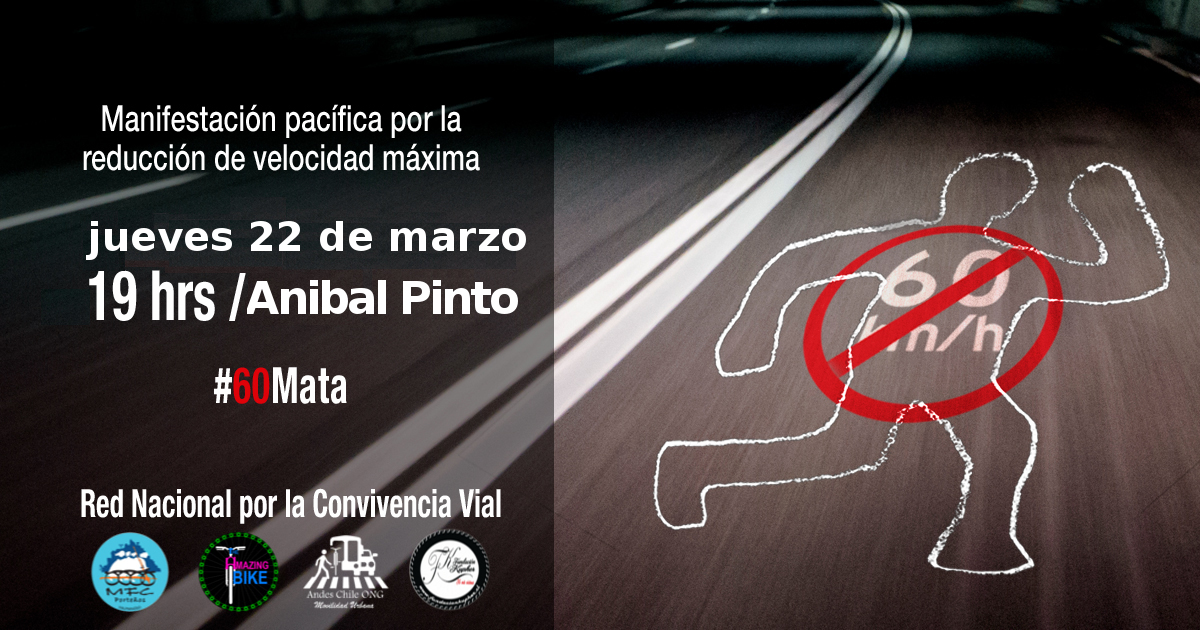 Manifestación pacífica por la
reducción de velocidad máxima
jueves 22 de marzo
19 hrs /Anibal Pinto
#60Mata
60
km/h
Red Nacional por la Convivencia Vial
MFC
Porteños
AMAZING
BIKE
Andes Chile ONG
Movilidad Urbana
Fundación